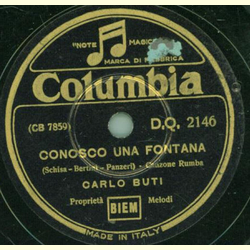 "NOTE MAGICHE"
MARCA DI FABBRICA
Columbia
(CB 7859) D.Q. 2146
CONOSCO UNA FONTANA
(Schisa - Bertini - Panzeri) - Canzone Rumba
CARLO BUTI
Proprietà BIEM Melodi
MADE IN ITALY